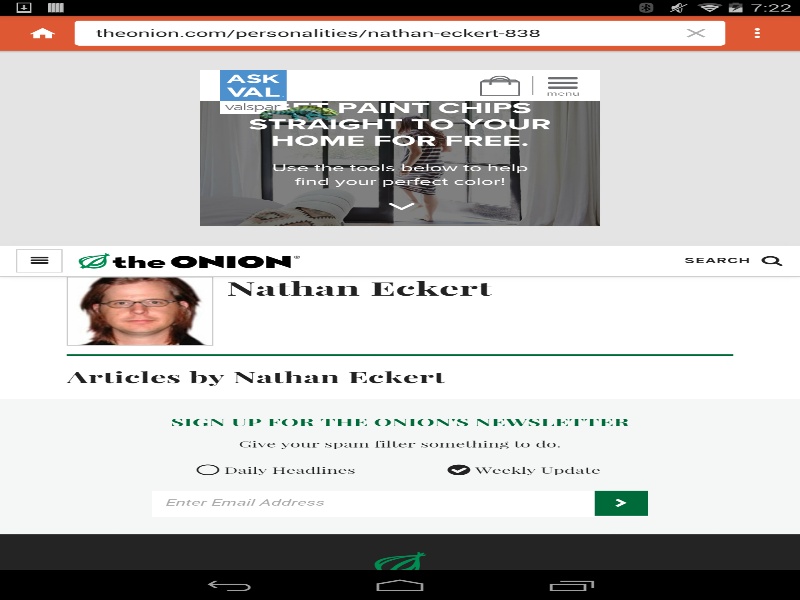 7:22
theonion.com/personalities/nathan-eckert-838
ASK
VAL
valspar
menu
PAINT CHIPS
STRAIGHT TO YOUR
HOME FOR FREE.
Use the tools below to help
find your perfect color!
the ONION®
SEARCH
Nathan Eckert
Articles by Nathan Eckert
SIGN UP FOR THE ONION'S NEWSLETTER
Give your spam filter something to do.
Daily Headlines
Weekly Update
Enter Email Address